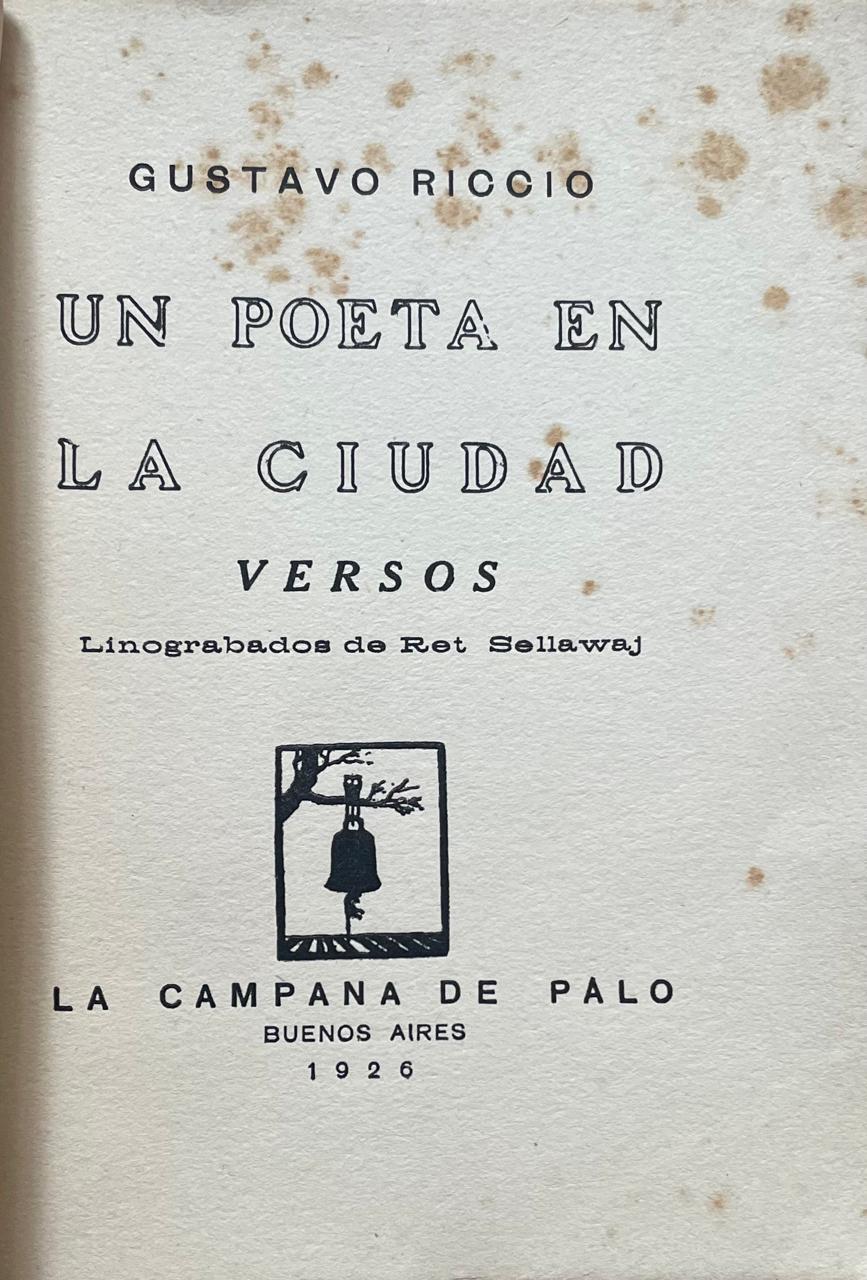 GUSTAVO RICCIO
UN POETA EN
LA CIUDAD
VERSOS
Linograbados de Ret Sellawaj
LA CAMPANA DE PALO
BUENOS AIRES
1926